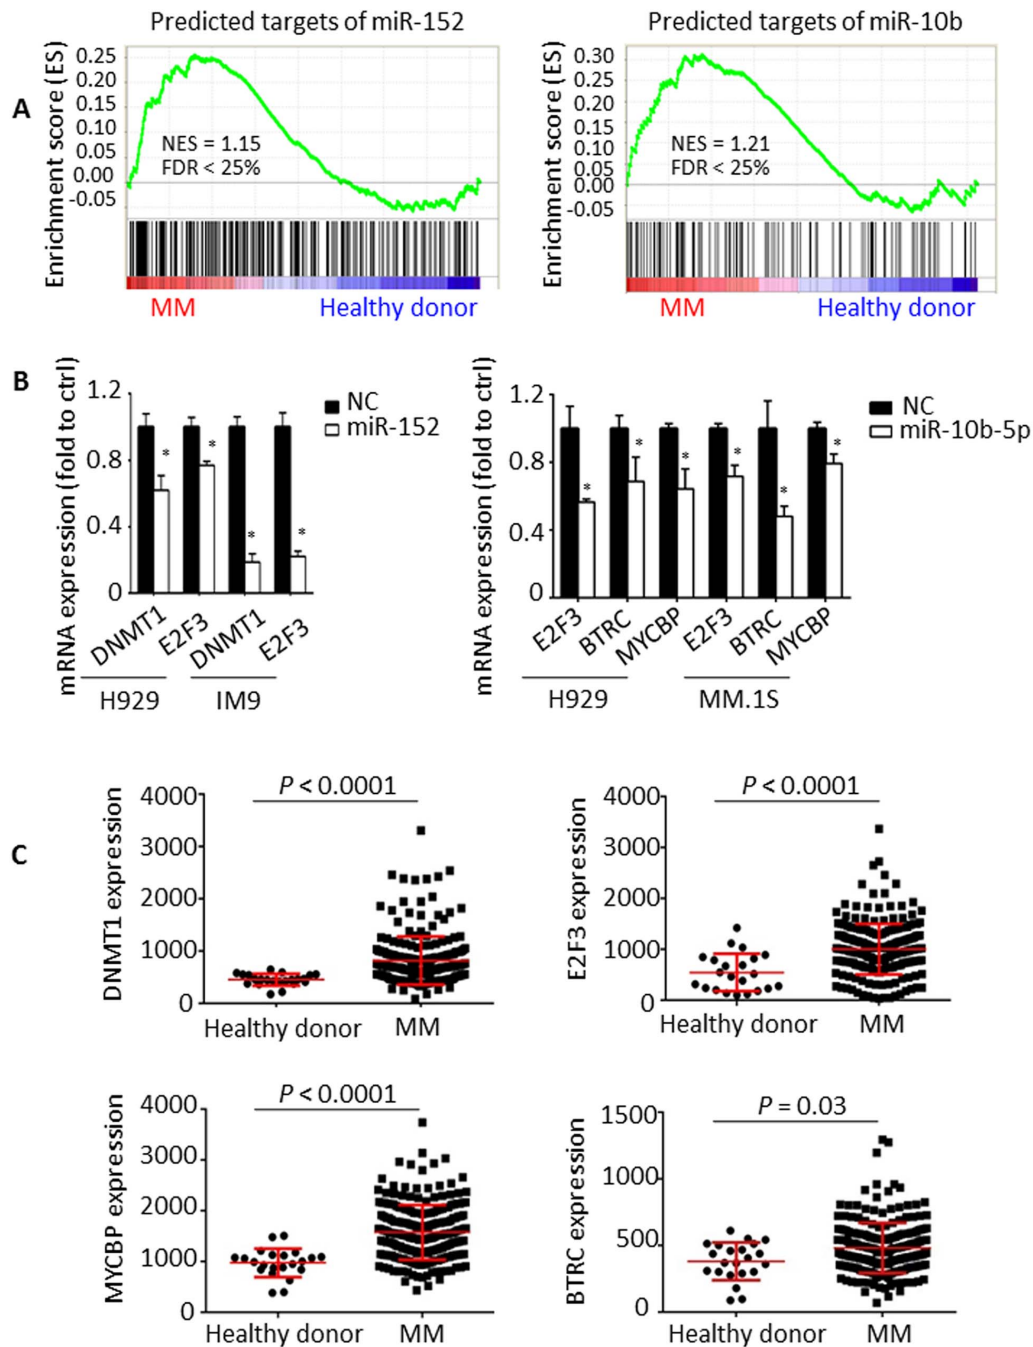 Predicted targets of miR-152
Predicted targets of miR-10b
A
Enrichment score (ES)
0.25
0.20
0.15
0.10
0.05
0.00
-0.05
NES = 1.15
FDR < 25%
MM
Healthy donor
Enrichment score (ES)
0.30
0.25
0.20
0.15
0.10
0.05
0.00
-0.05
NES = 1.21
FDR < 25%
MM
Healthy donor
B
mRNA expression (fold to ctrl)
1.2
0.8
0.4
0
NC
miR-152
*
*
*
*
DNMT1
E2F3
DNMT1
E2F3
H929
IM9
mRNA expression (fold to ctrl)
1.2
0.8
0.4
0
NC
miR-10b-5p
*
*
*
*
*
*
E2F3
BTRC
MYCBP
E2F3
BTRC
MYCBP
H929
MM.1S
C
DNMT1 expression
4000
3000
2000
1000
0
P < 0.0001
Healthy donor
MM
E2F3 expression
4000
3000
2000
1000
0
P < 0.0001
Healthy donor
MM
MYCBP expression
4000
3000
2000
1000
0
P < 0.0001
Healthy donor
MM
BTRC expression
1500
1000
500
0
P = 0.03
Healthy donor
MM